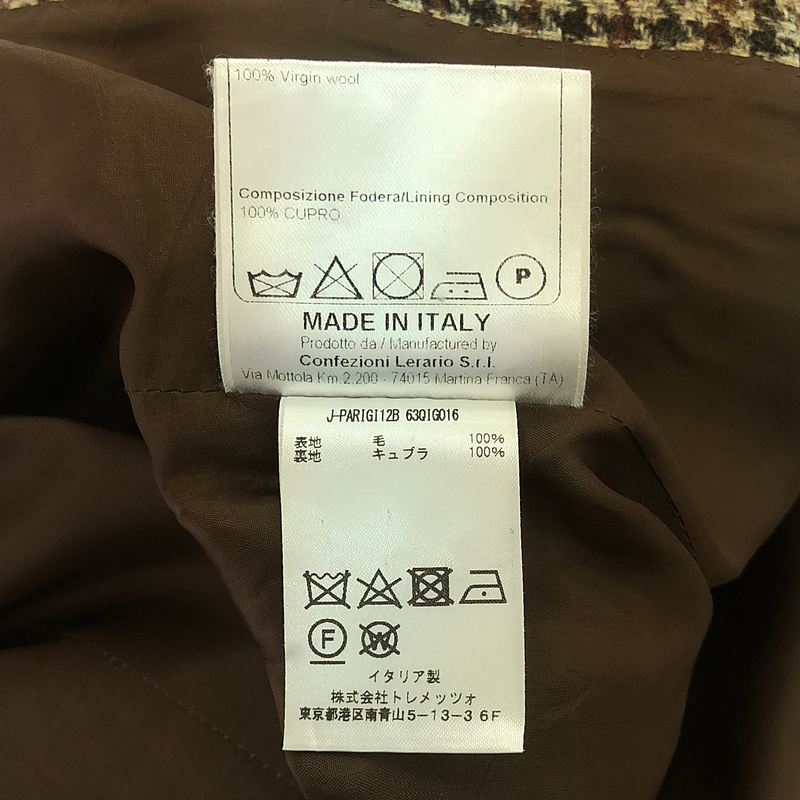 100% Virgin wool
Composizione Fodera/Lining Composition
100% CUPRO
P
MADE IN ITALY
Prodotto da / Manufactured by
Confezioni Lerario S.r.l.
Via Mottola Km.2,200 - 74015 Martina Franca (TA)
J-PARIGI12B 63QIG016
表地 毛 100%
裏地 キュプラ 100%
F W
イタリア製
株式会社トレメッツォ
東京都港区南青山5-13-3 6F